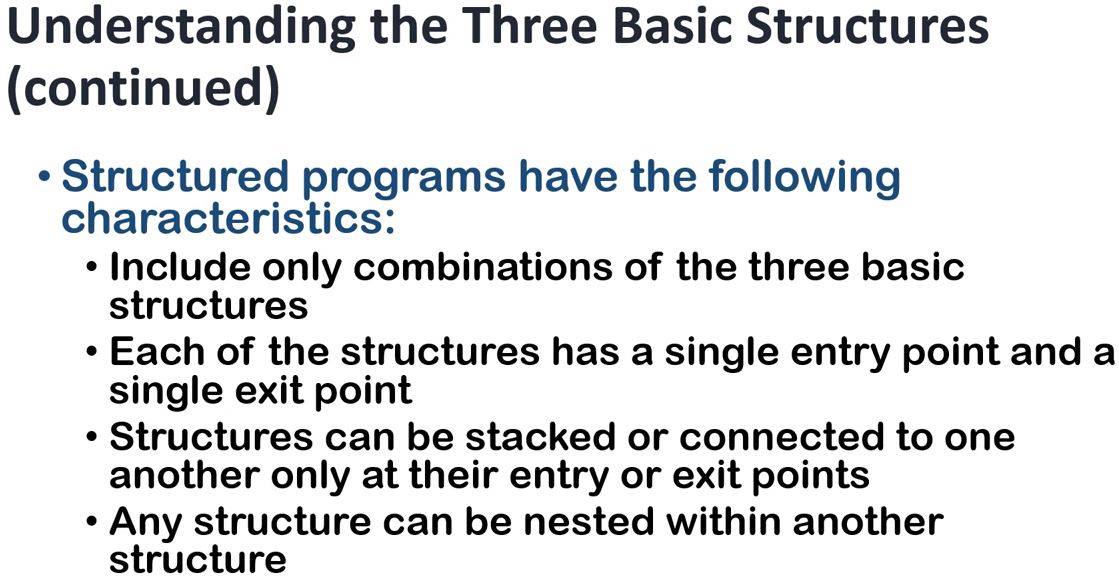 Understanding the Three Basic Structures
(continued)
• Structured programs have the following
characteristics:
• Include only combinations of the three basic
structures
• Each of the structures has a single entry point and a
single exit point
• Structures can be stacked or connected to one
another only at their entry or exit points
• Any structure can be nested within another
structure